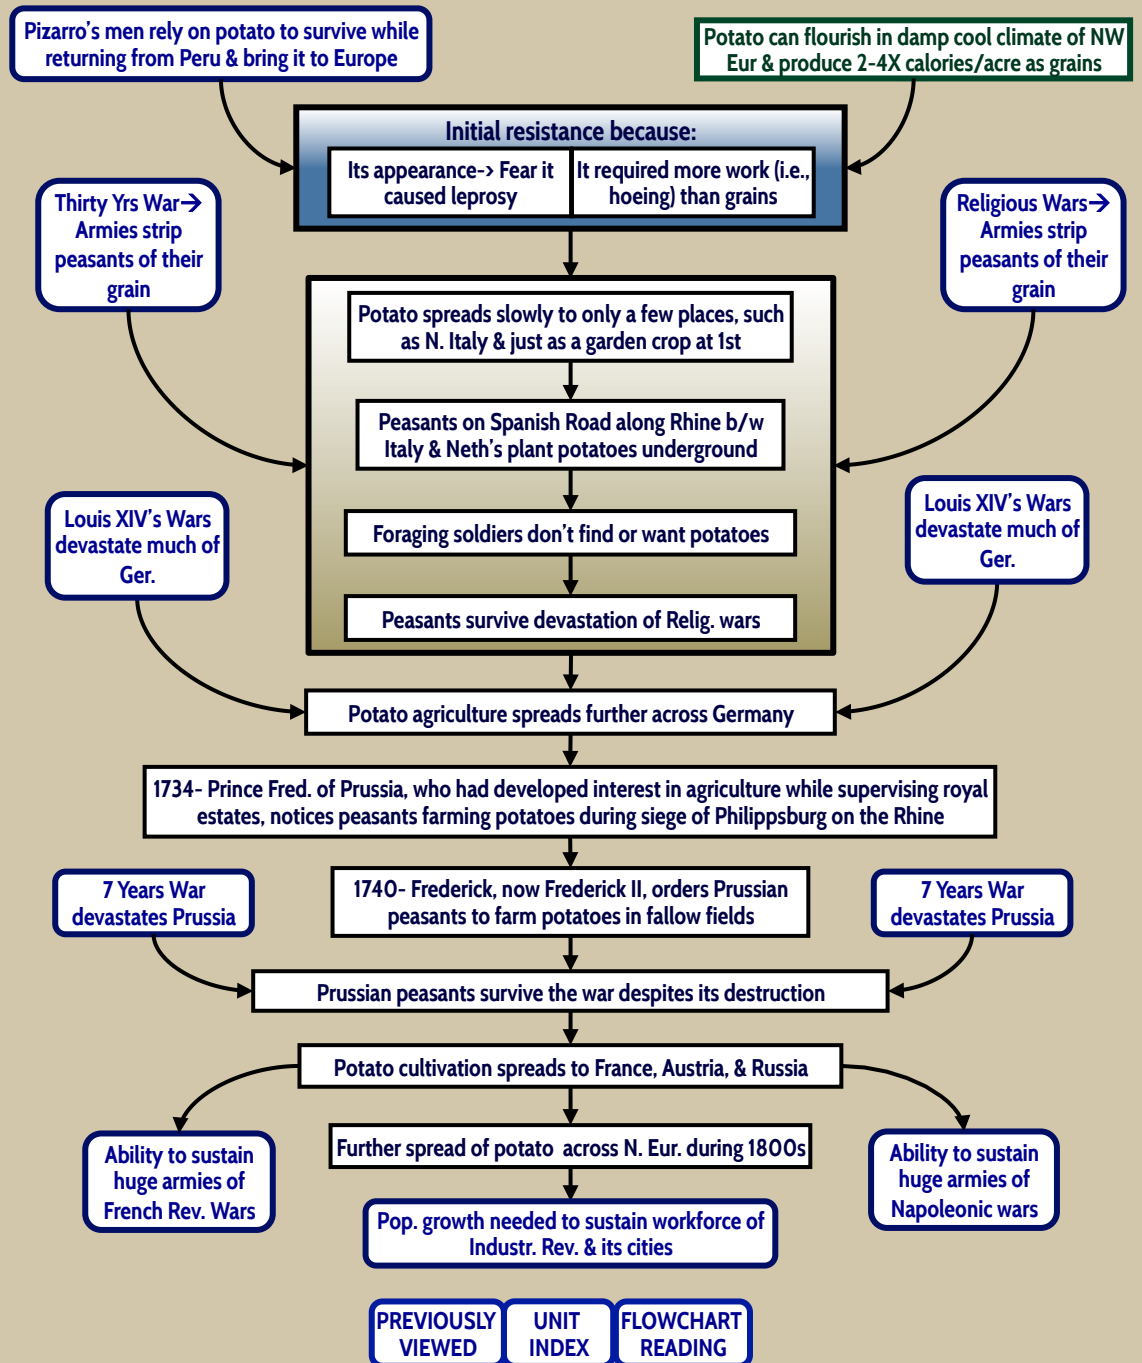 Pizarro's men rely on potato to survive while
returning from Peru & bring it to Europe
Potato can flourish in damp cool climate of NW
Eur & produce 2-4X calories/acre as grains
Initial resistance because:
Its appearance-> Fear it
caused leprosy
It required more work (i.e.,
hoeing) than grains
Thirty Yrs War→
Armies strip
peasants of their
grain
Religious Wars→
Armies strip
peasants of their
grain
Potato spreads slowly to only a few places, such
as N. Italy & just as a garden crop at 1st
Peasants on Spanish Road along Rhine b/w
Italy & Neth's plant potatoes underground
Foraging soldiers don't find or want potatoes
Peasants survive devastation of Relig. wars
Louis XIV's Wars
devastate much of
Ger.
Louis XIV's Wars
devastate much of
Ger.
Potato agriculture spreads further across Germany
1734- Prince Fred. of Prussia, who had developed interest in agriculture while supervising royal
estates, notices peasants farming potatoes during siege of Philippsburg on the Rhine
7 Years War
devastates Prussia
1740- Frederick, now Frederick II, orders Prussian
peasants to farm potatoes in fallow fields
7 Years War
devastates Prussia
Prussian peasants survive the war despites its destruction
Potato cultivation spreads to France, Austria, & Russia
Ability to sustain
huge armies of
French Rev. Wars
Further spread of potato across N. Eur. during 1800s
Ability to sustain
huge armies of
Napoleonic wars
Pop. growth needed to sustain workforce of
Industr. Rev. & its cities
PREVIOUSLY
VIEWED
UNIT
INDEX
FLOWCHART
READING